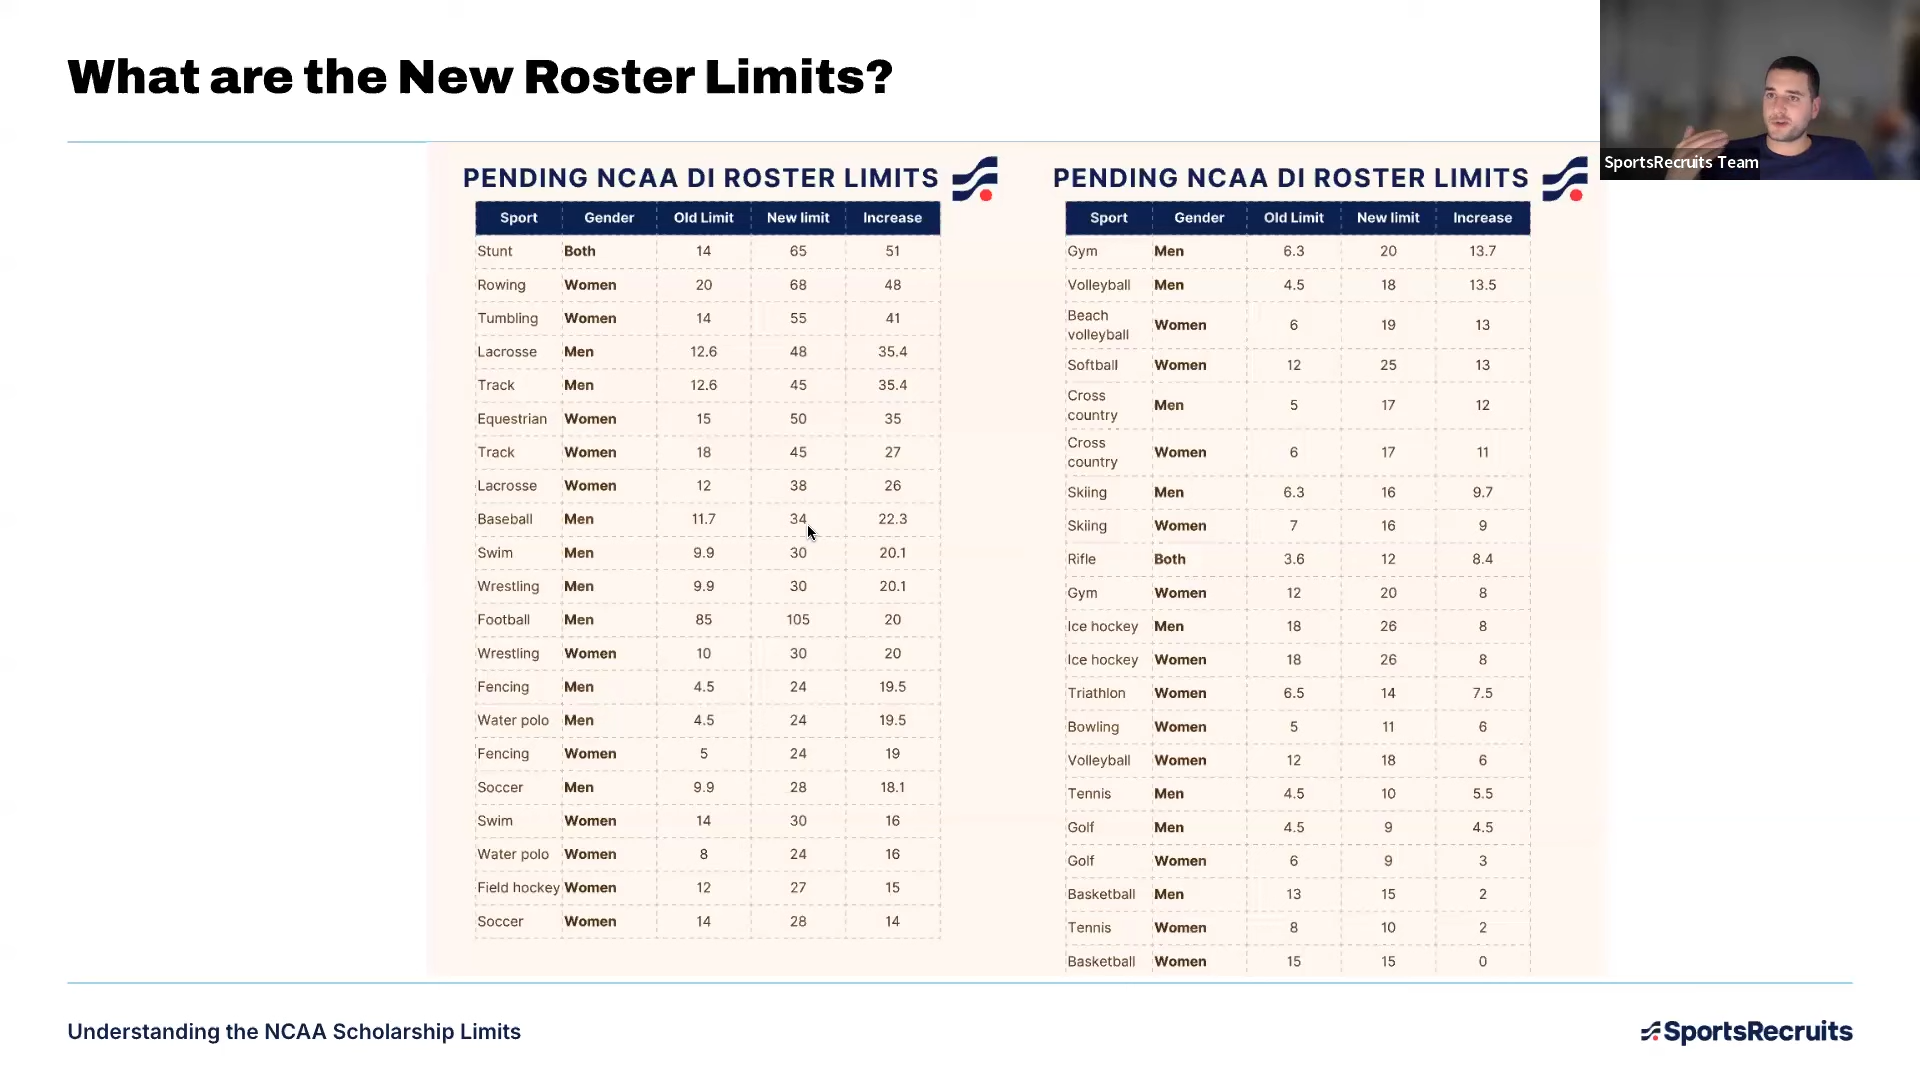 What are the New Roster Limits?
SportsRecruits Team
PENDING NCAA DI ROSTER LIMITS
Sport Gender Old Limit New limit Increase
Stunt Both 14 65 51
Rowing Women 20 68 48
Tumbling Women 14 55 41
Lacrosse Men 12.6 48 35.4
Track Men 12.6 45 35.4
Equestrian Women 15 50 35
Track Women 18 45 27
Lacrosse Women 12 38 26
Baseball Men 11.7 34 22.3
Swim Men 9.9 30 20.1
Wrestling Men 9.9 30 20.1
Football Men 85 105 20
Wrestling Women 10 30 20
Fencing Men 4.5 24 19.5
Water polo Men 4.5 24 19.5
Fencing Women 5 24 19
Soccer Men 9.9 28 18.1
Swim Women 14 30 16
Water polo Women 8 24 16
Field hockey Women 12 27 15
Soccer Women 14 28 14
PENDING NCAA DI ROSTER LIMITS
Sport Gender Old Limit New limit Increase
Gym Men 6.3 20 13.7
Volleyball Men 4.5 18 13.5
Beach
volleyball Women 6 19 13
Softball Women 12 25 13
Cross
country Men 5 17 12
Cross
country Women 6 17 11
Skiing Men 6.3 16 9.7
Skiing Women 7 16 9
Rifle Both 3.6 12 8.4
Gym Women 12 20 8
Ice hockey Men 18 26 8
Ice hockey Women 18 26 8
Triathlon Women 6.5 14 7.5
Bowling Women 5 11 6
Volleyball Women 12 18 6
Tennis Men 4.5 10 5.5
Golf Men 4.5 9 4.5
Golf Women 6 9 3
Basketball Men 13 15 2
Tennis Women 8 10 2
Basketball Women 15 15 0
Understanding the NCAA Scholarship Limits
SportsRecruits